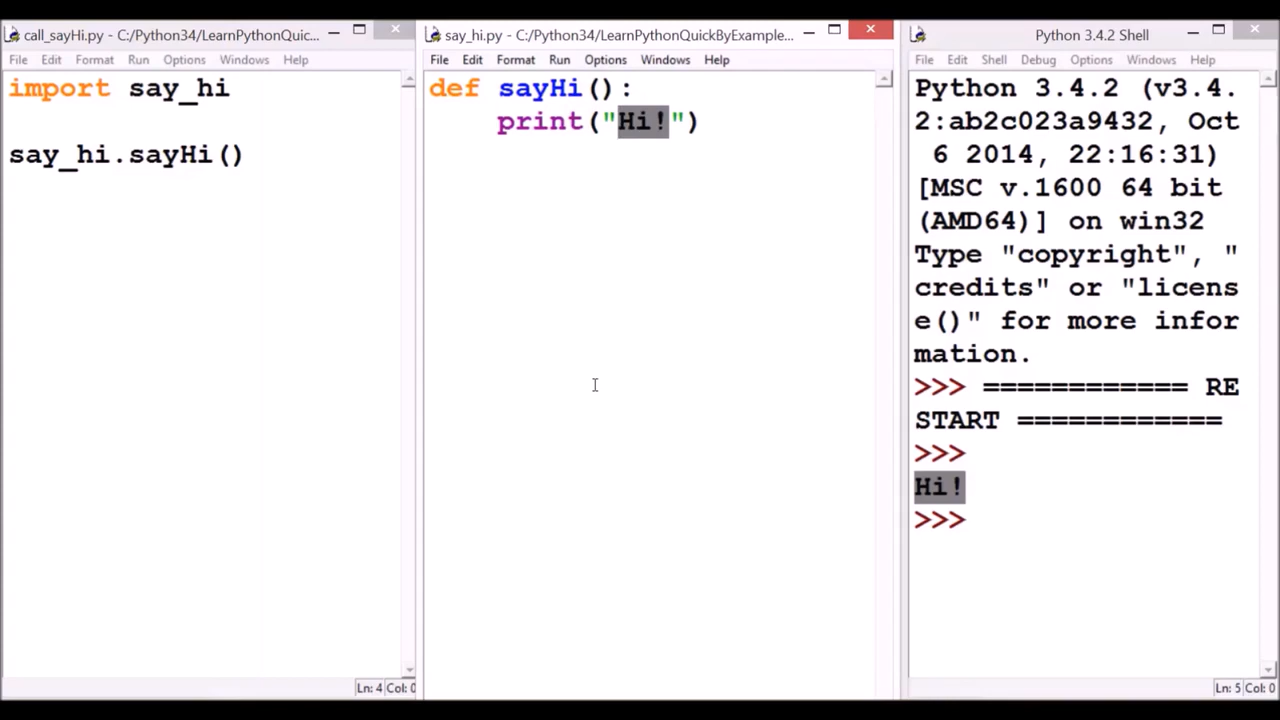 call_sayHi.py - C:/Python34/LearnPythonQuic...
File Edit Format Run Options Windows Help
import say_hi
say_hi.sayHi()
Ln: 4 Col: 0
say_hi.py - C:/Python34/LearnPythonQuickByExample...
File Edit Format Run Options Windows Help
def sayHi():
    print("Hi!")
Python 3.4.2 Shell
File Edit Shell Debug Options Windows Help
Python 3.4.2 (v3.4.
2:ab2c023a9432, Oct
 6 2014, 22:16:31)
[MSC v.1600 64 bit
(AMD64)] on win32
Type "copyright", "
credits" or "licens
e()" for more infor
mation.
>>> ============ RE
START ============
>>>
Hi!
>>>
Ln: 5 Col: 0